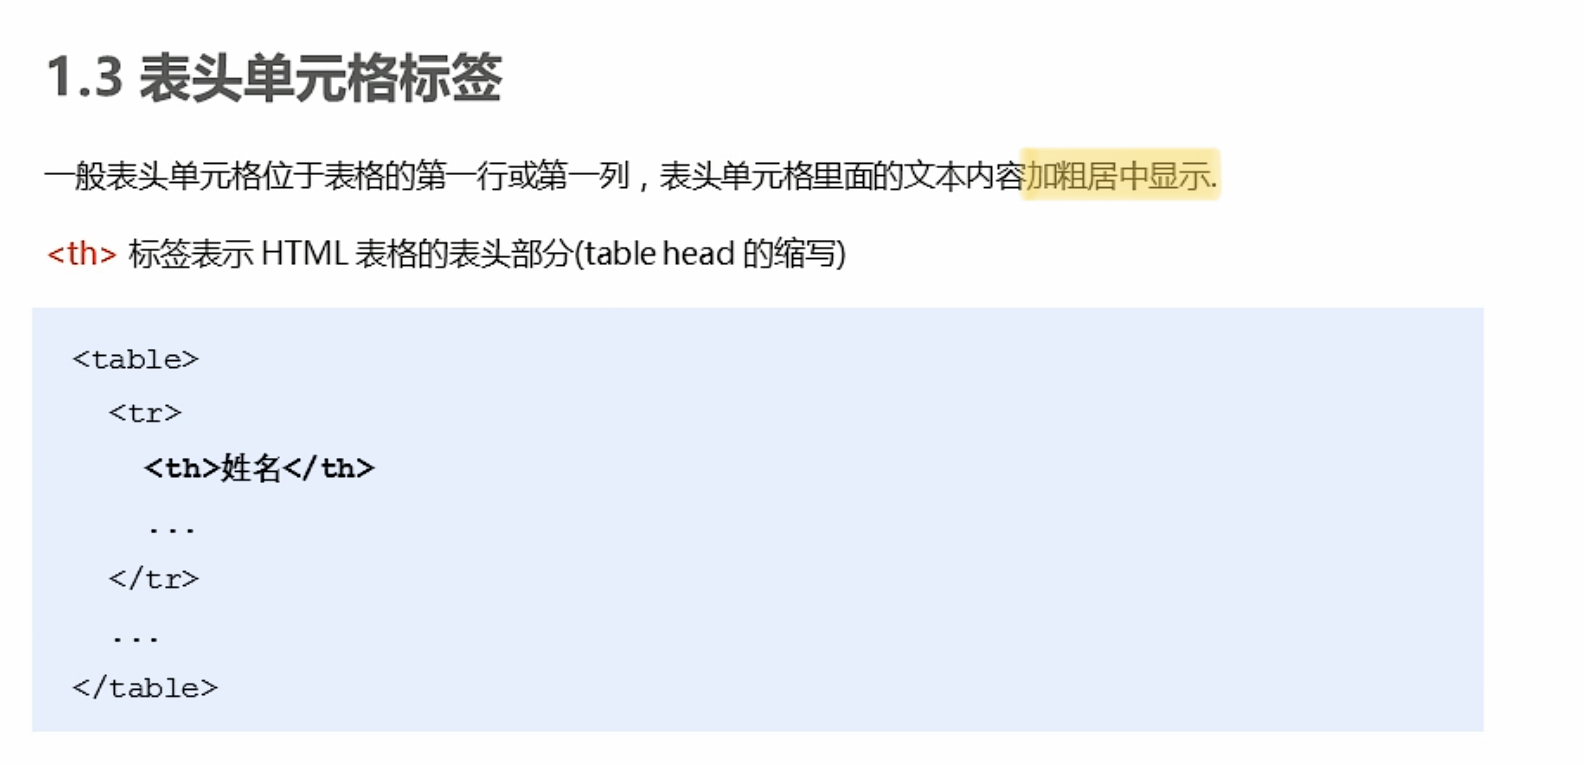 1.3 表头单元格标签
一般表头单元格位于表格的第一行或第一列，表头单元格里面的文本内容加粗居中显示.
<th> 标签表示 HTML 表格的表头部分(table head 的缩写)
<table>
<tr>
<th>姓名</th>
...
</tr>
...
</table>